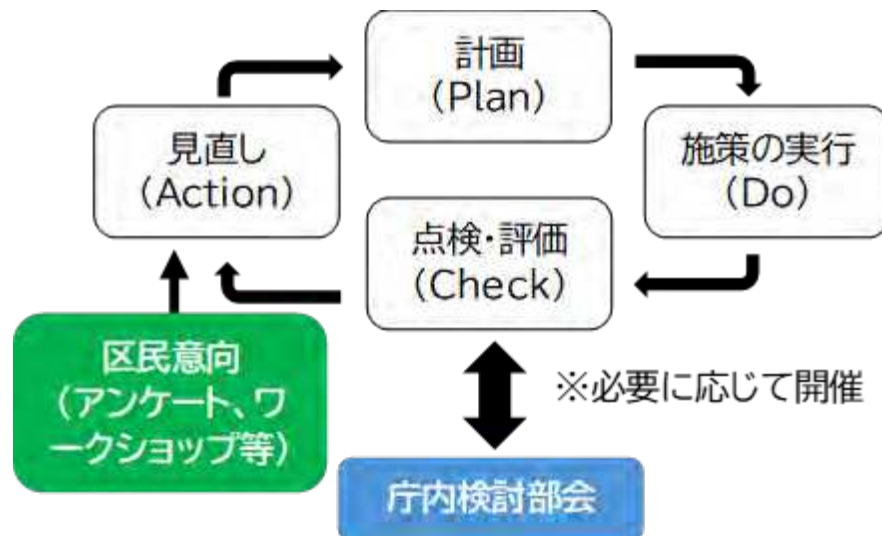 計画
(Plan)
見直し
(Action)
施策の実行
(Do)
点検・評価
(Check)
区民意向
(アンケート、ワ
ークショップ等)
※必要に応じて開催
庁内検討部会